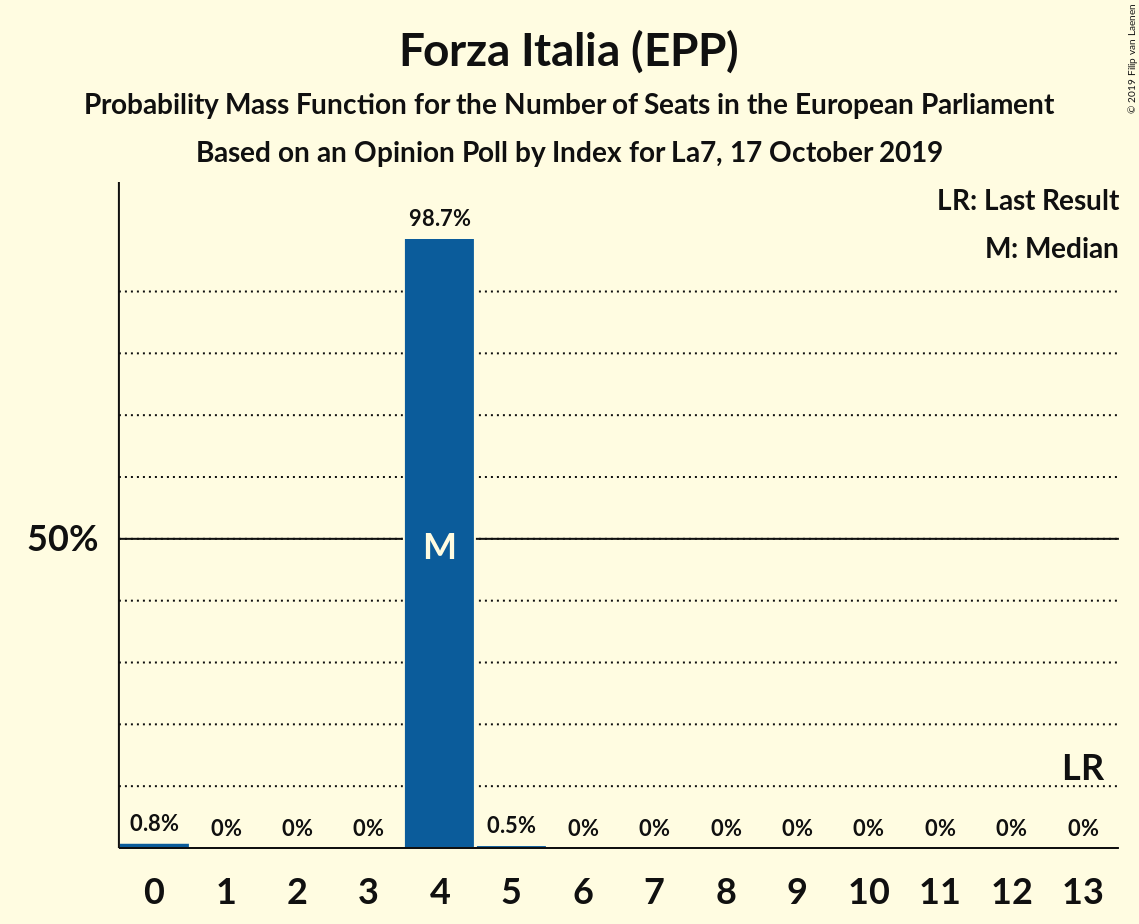 Forza Italia (EPP)
Probability Mass Function for the Number of Seats in the European Parliament
Based on an Opinion Poll by Index for La7, 17 October 2019
© 2019 Filip van Laenen
LR: Last Result
M: Median
98.7%
50%
M
LR
0.8% 0% 0% 0% 0.5% 0% 0% 0% 0% 0% 0% 0% 0%
0 1 2 3 4 5 6 7 8 9 10 11 12 13